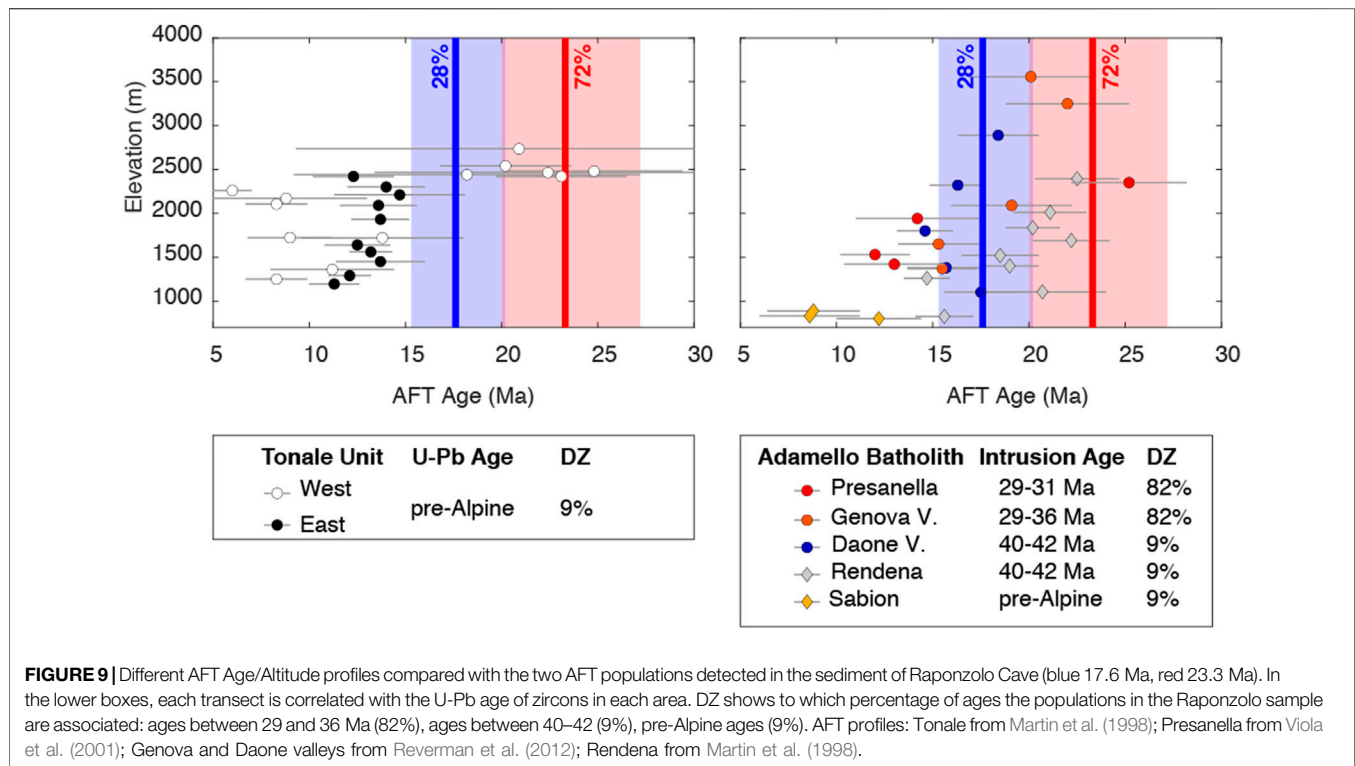 4000
3500
3000
2500
2000
1500
1000
Elevation (m)
28%
72%
5 10 15 20 25 30
AFT Age (Ma)
28%
72%
5 10 15 20 25 30
AFT Age (Ma)
Tonale Unit U-Pb Age DZ
West
pre-Alpine 9%
East
Adamello Batholith Intrusion Age DZ
Presanella 29-31 Ma 82%
Genova V. 29-36 Ma 82%
Daone V. 40-42 Ma 9%
Rendena 40-42 Ma 9%
Sabion pre-Alpine 9%
FIGURE 9 | Different AFT Age/Altitude profiles compared with the two AFT populations detected in the sediment of Raponzolo Cave (blue 17.6 Ma, red 23.3 Ma). In
the lower boxes, each transect is correlated with the U-Pb age of zircons in each area. DZ shows to which percentage of ages the populations in the Raponzolo sample
are associated: ages between 29 and 36 Ma (82%), ages between 40–42 (9%), pre-Alpine ages (9%). AFT profiles: Tonale from Martin et al. (1998); Presanella from Viola
et al. (2001); Genova and Daone valleys from Reverman et al. (2012); Rendena from Martin et al. (1998).